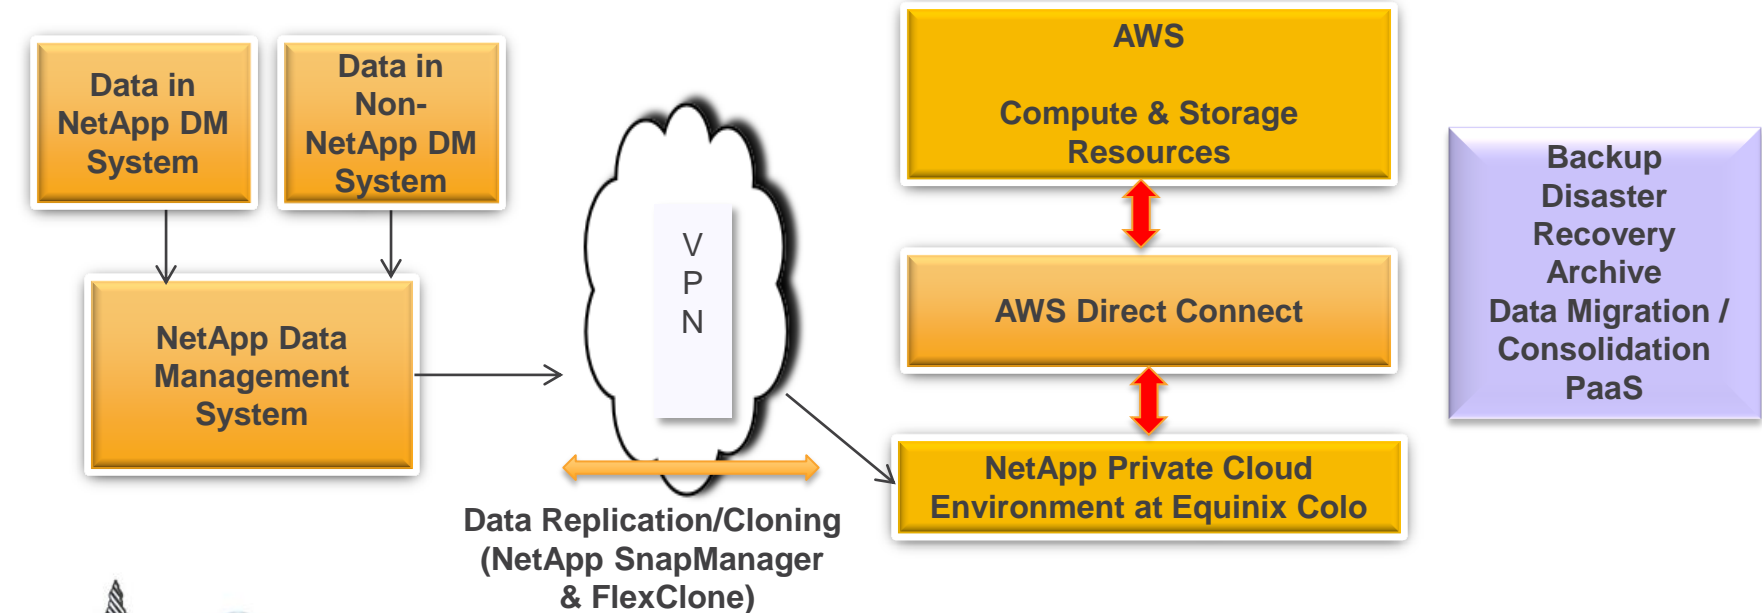 Data in
NetApp DM
System
Data in
Non-
NetApp DM
System
NetApp Data
Management
System
V
P
N
Data Replication/Cloning
(NetApp SnapManager
& FlexClone)
AWS
Compute & Storage
Resources
AWS Direct Connect
NetApp Private Cloud
Environment at Equinix Colo
Backup
Disaster
Recovery
Archive
Data Migration /
Consolidation
PaaS